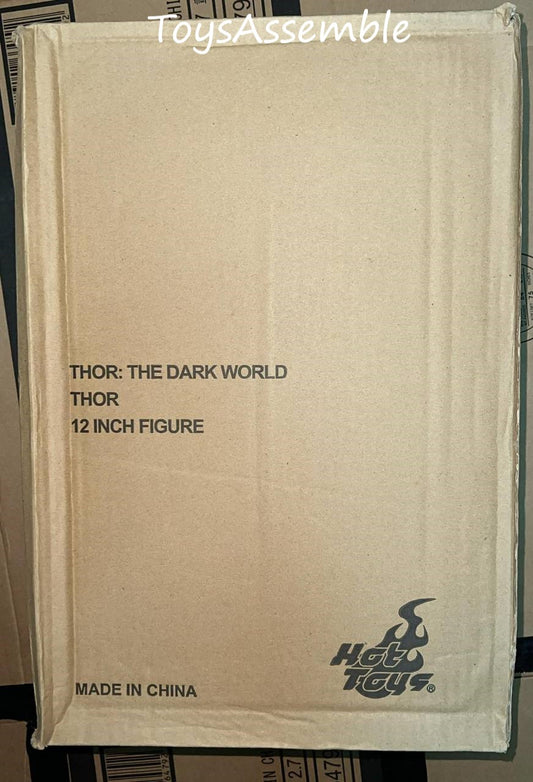 ToysAssemble
THOR: THE DARK WORLD
THOR
12 INCH FIGURE
Hot
Toys®
MADE IN CHINA